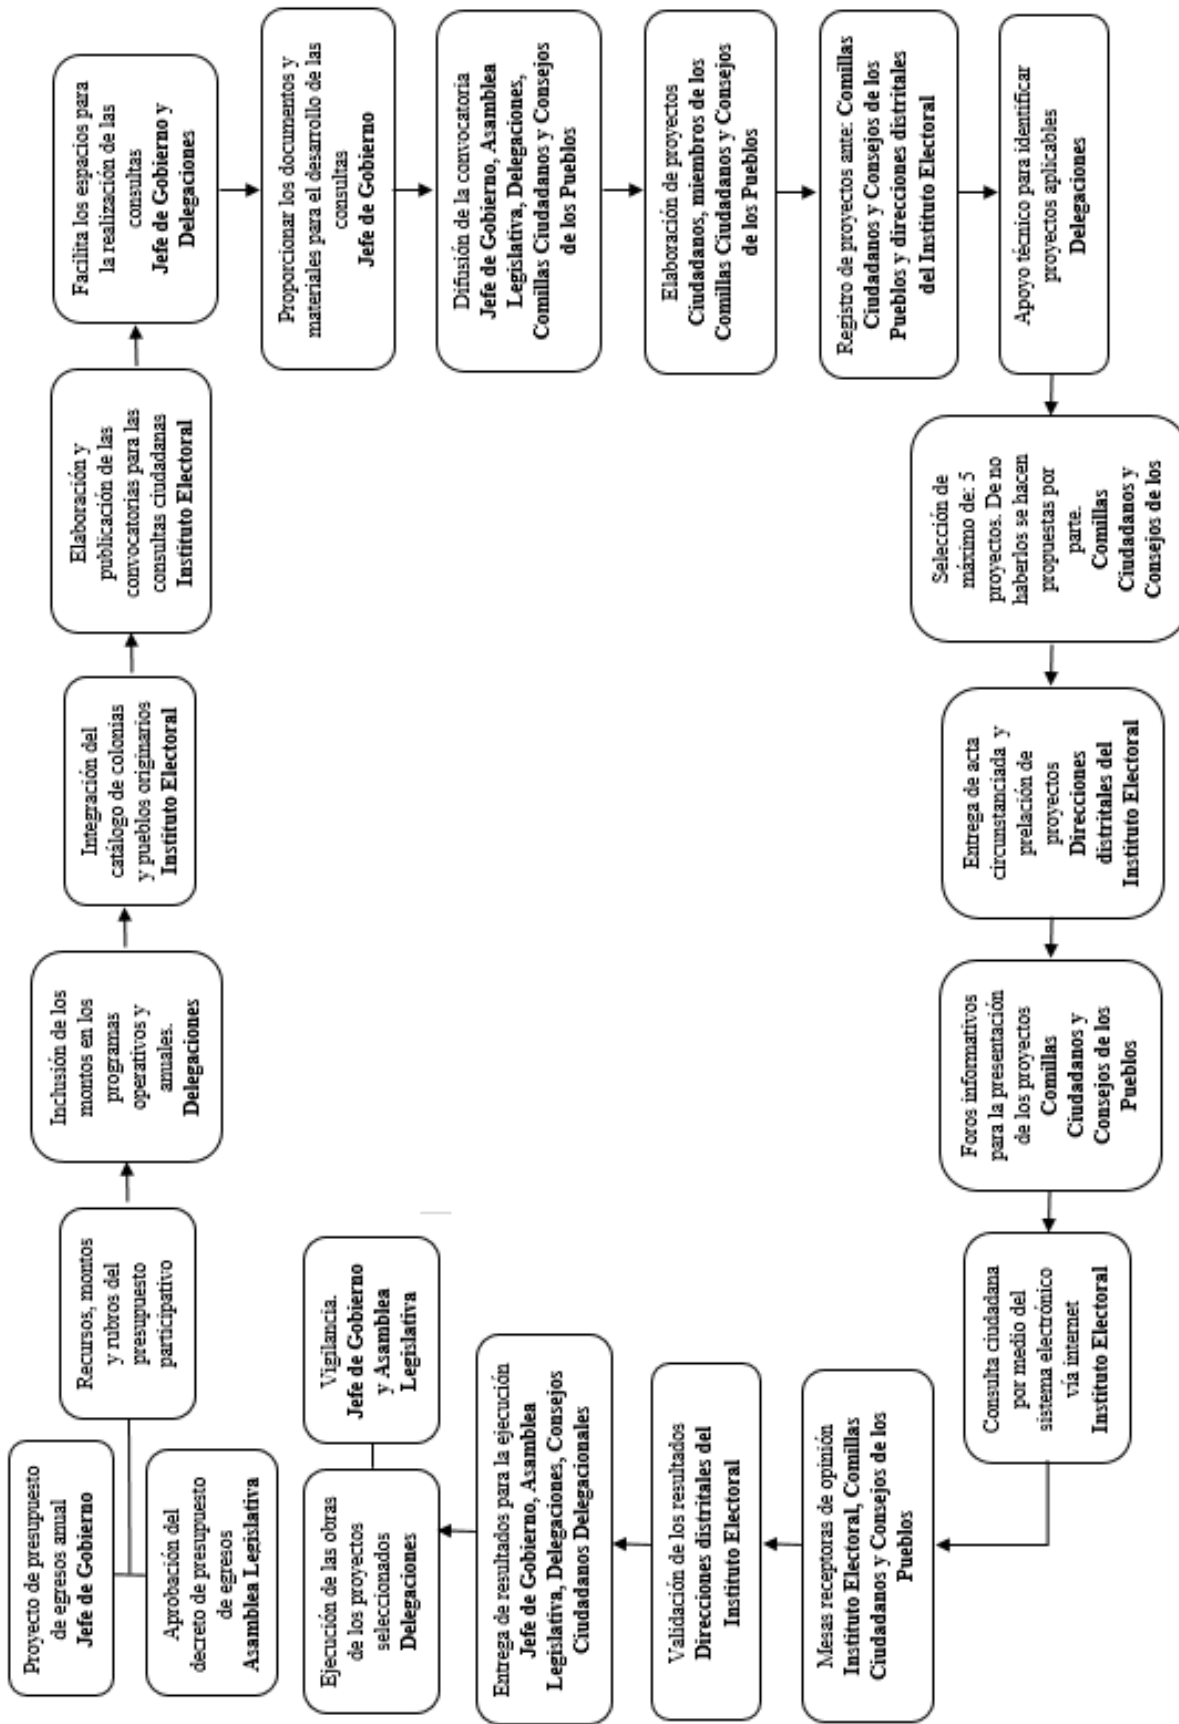 Proyecto de presupuesto
de egresos anual
Jefe de Gobierno
Aprobación del
decreto de presupuesto
de egresos
Asamblea Legislativa
Recursos, montos
y rubros del
presupuesto
participativo
Inclusión de los
montos en los
programas
operativos y
anuales.
Delegaciones
Integración del
catálogo de colonias
y pueblos originarios
Instituto Electoral
Elaboración y
publicación de las
convocatorias para las
consultas ciudadanas
Instituto Electoral
Facilita los espacios para
la realización de las
consultas
Jefe de Gobierno y
Delegaciones
Proporcionar los documentos y
materiales para el desarrollo de las
consultas
Jefe de Gobierno
Difusión de la convocatoria
Jefe de Gobierno, Asamblea
Legislativa, Delegaciones,
Comillas Ciudadanos y Consejos
de los Pueblos
Elaboración de proyectos
Ciudadanos, miembros de los
Comillas Ciudadanos y Consejos
de los Pueblos
Registro de proyectos ante: Comillas
Ciudadanos y Consejos de los
Pueblos y direcciones distritales
del Instituto Electoral
Apoyo técnico para identificar
proyectos aplicables
Delegaciones
Selección de
máximo de: 5
proyectos. De no
haberlos se hacen
propuestas por
parte.
Comillas
Ciudadanos y
Consejos de los
Entrega de acta
circunstanciada y
prelación de
proyectos
Direcciones
distritales del
Instituto Electoral
Foros informativos
para la presentación
de los proyectos
Comillas
Ciudadanos y
Consejos de los
Pueblos
Consulta ciudadana
por medio del
sistema electrónico
vía internet
Instituto Electoral
Mesas receptoras de opinión
Instituto Electoral, Comillas
Ciudadanos y Consejos de los
Pueblos
Validación de los resultados
Direcciones distritales del
Instituto Electoral
Entrega de resultados para la ejecución
Jefe de Gobierno, Asamblea
Legislativa, Delegaciones, Consejos
Ciudadanos Delegacionales
Ejecución de las obras
de los proyectos
seleccionados
Delegaciones
Vigilancia.
Jefe de Gobierno
y Asamblea
Legislativa